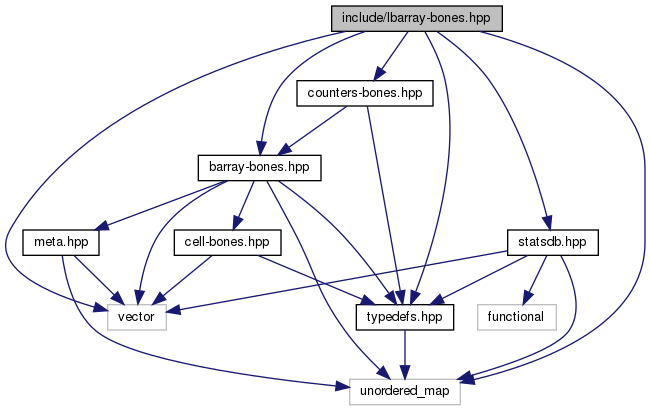 include/lbarray-bones.hpp
counters-bones.hpp
barray-bones.hpp
meta.hpp
cell-bones.hpp
statsdb.hpp
vector
typedefs.hpp
functional
unordered_map